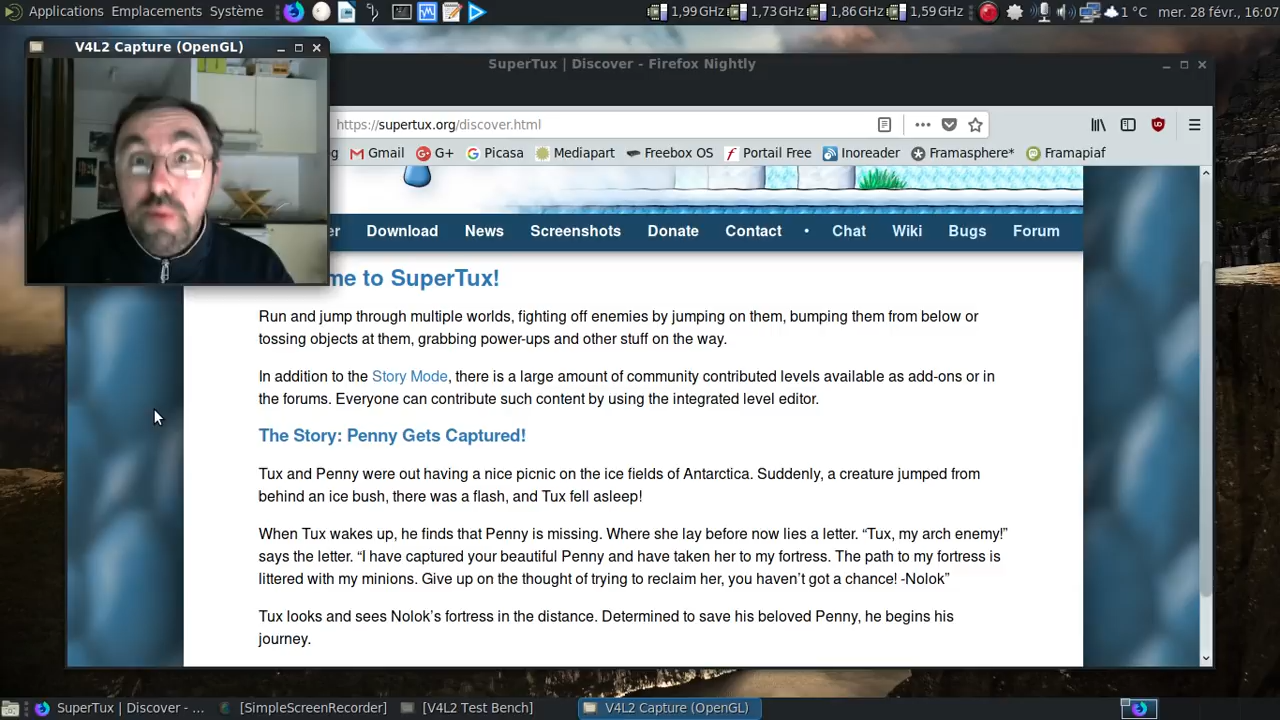 Applications Emplacements Système 1,99 GHz 1,73 GHz 1,86 GHz 1,59 GHz 1 °C mer. 28 févr., 16:07
V4L2 Capture (OpenGL)
SuperTux | Discover - Firefox Nightly
https://supertux.org/discover.html
Gmail G+ Picasa Mediapart Freebox OS Portail Free Inoreader Framasphere* Framapiaf
Download News Screenshots Donate Contact • Chat Wiki Bugs Forum
me to SuperTux!
Run and jump through multiple worlds, fighting off enemies by jumping on them, bumping them from below or
tossing objects at them, grabbing power-ups and other stuff on the way.
In addition to the Story Mode, there is a large amount of community contributed levels available as add-ons or in
the forums. Everyone can contribute such content by using the integrated level editor.
The Story: Penny Gets Captured!
Tux and Penny were out having a nice picnic on the ice fields of Antarctica. Suddenly, a creature jumped from
behind an ice bush, there was a flash, and Tux fell asleep!
When Tux wakes up, he finds that Penny is missing. Where she lay before now lies a letter. “Tux, my arch enemy!”
says the letter. “I have captured your beautiful Penny and have taken her to my fortress. The path to my fortress is
littered with my minions. Give up on the thought of trying to reclaim her, you haven’t got a chance! -Nolok”
Tux looks and sees Nolok’s fortress in the distance. Determined to save his beloved Penny, he begins his
journey.
SuperTux | Discover - ... [SimpleScreenRecorder] [V4L2 Test Bench] V4L2 Capture (OpenGL)